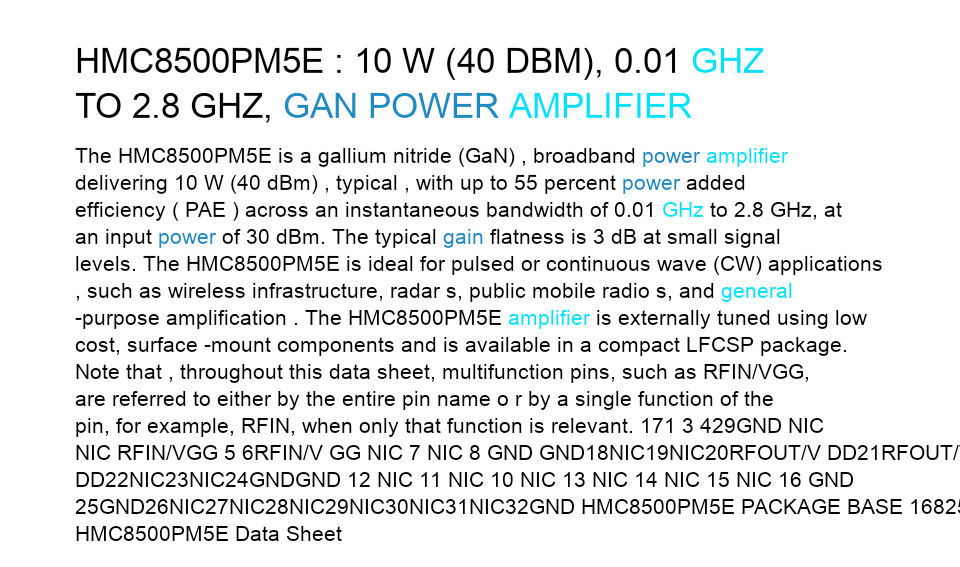 HMC8500PM5E : 10 W (40 DBM), 0.01 GHZ
TO 2.8 GHZ, GAN POWER AMPLIFIER
The HMC8500PM5E is a gallium nitride (GaN) , broadband power amplifier
delivering 10 W (40 dBm) , typical , with up to 55 percent power added
efficiency ( PAE ) across an instantaneous bandwidth of 0.01 GHz to 2.8 GHz, at
an input power of 30 dBm. The typical gain flatness is 3 dB at small signal
levels. The HMC8500PM5E is ideal for pulsed or continuous wave (CW) applications
, such as wireless infrastructure, radar s, public mobile radio s, and general
-purpose amplification . The HMC8500PM5E amplifier is externally tuned using low
cost, surface -mount components and is available in a compact LFCSP package.
Note that , throughout this data sheet, multifunction pins, such as RFIN/VGG,
are referred to either by the entire pin name o r by a single function of the
pin, for example, RFIN, when only that function is relevant. 171 3 429GND NIC
NIC RFIN/VGG 5 6RFIN/V GG NIC 7 NIC 8 GND GND18NIC19NIC20RFOUT/V DD21RFOUT/
DD22NIC23NIC24GNDGND 12 NIC 11 NIC 10 NIC 13 NIC 14 NIC 15 NIC 16 GND
25GND26NIC27NIC28NIC29NIC30NIC31NIC32GND HMC8500PM5E PACKAGE BASE 16825
HMC8500PM5E Data Sheet